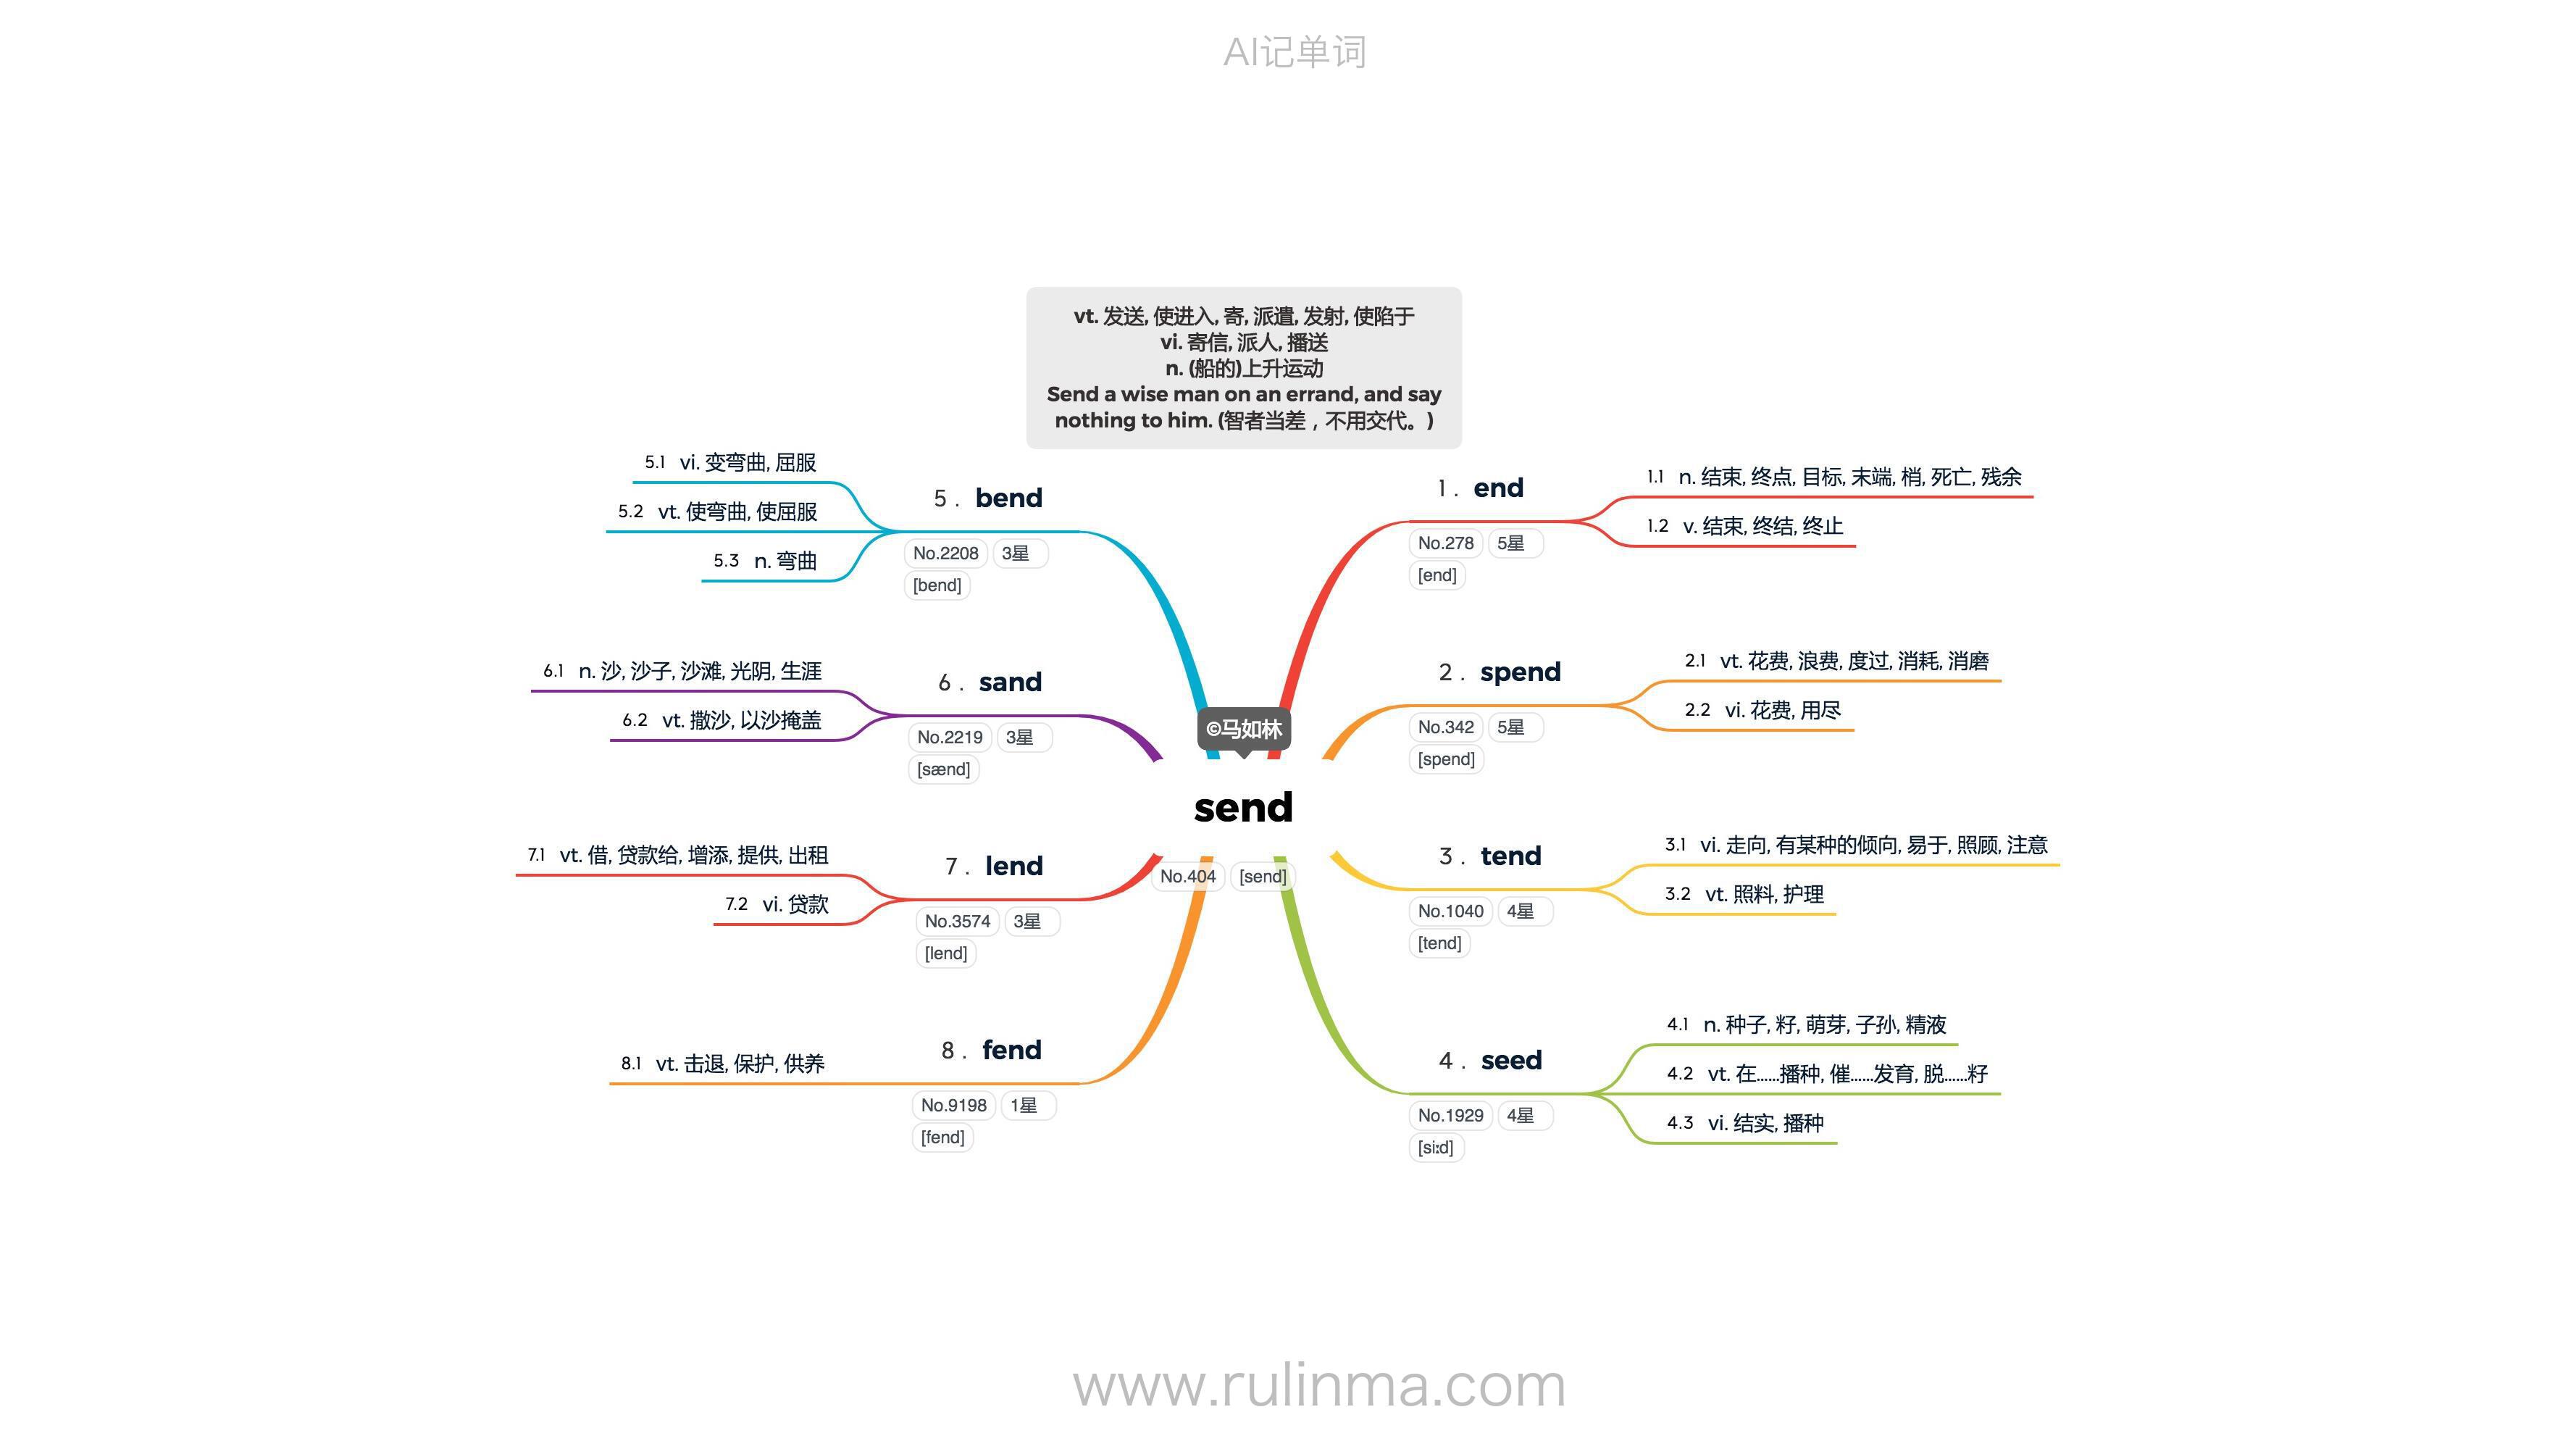 AI记单词
vt. 发送, 使进入, 寄, 派遣, 发射, 使陷于
vi. 寄信, 派人, 播送
n. (船的)上升运动
Send a wise man on an errand, and say
nothing to him. (智者当差，不用交代。)
©马如林
send
No.404 [send]
1. end
No.278 5星
[end]
1.1 n. 结束, 终点, 目标, 末端, 梢, 死亡, 残余
1.2 v. 结束, 终结, 终止
2. spend
No.342 5星
[spend]
2.1 vt. 花费, 浪费, 度过, 消耗, 消磨
2.2 vi. 花费, 用尽
3. tend
No.1040 4星
[tend]
3.1 vi. 走向, 有某种的倾向, 易于, 照顾, 注意
3.2 vt. 照料, 护理
4. seed
No.1929 4星
[si:d]
4.1 n. 种子, 籽, 萌芽, 子孙, 精液
4.2 vt. 在……播种, 催……发育, 脱……籽
4.3 vi. 结实, 播种
5. bend
No.2208 3星
[bend]
5.1 vi. 变弯曲, 屈服
5.2 vt. 使弯曲, 使屈服
5.3 n. 弯曲
6. sand
No.2219 3星
[sænd]
6.1 n. 沙, 沙子, 沙滩, 光阴, 生涯
6.2 vt. 撒沙, 以沙掩盖
7. lend
No.3574 3星
[lend]
7.1 vt. 借, 贷款给, 增添, 提供, 出租
7.2 vi. 贷款
8. fend
No.9198 1星
[fend]
8.1 vt. 击退, 保护, 供养
www.rulinma.com